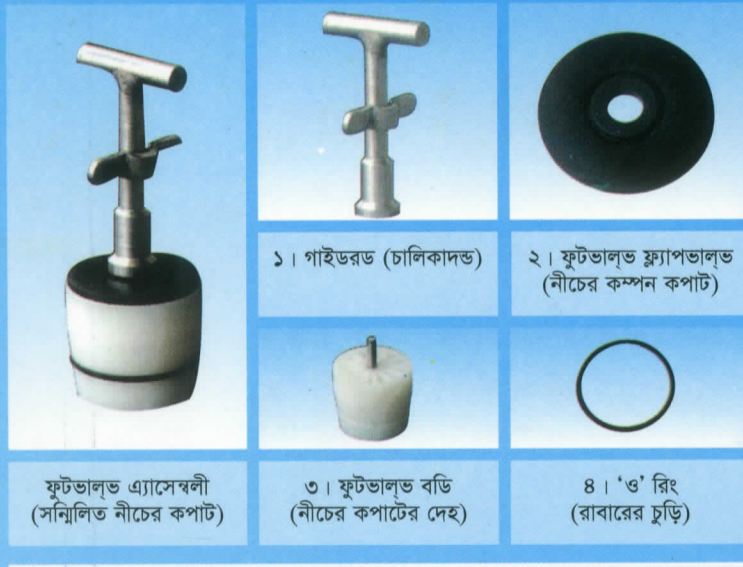 ১। গাইডরড (চালিকাদন্ড)
২। ফুটভাল্‌ভ ফ্ল্যাপভাল্‌ভ
(নীচের কম্পন কপাট)
ফুটভাল্‌ভ এ্যাসেম্বলী
(সন্মিলিত নীচের কপাট)
৩। ফুটভাল্‌ভ বডি
(নীচের কপাটের দেহ)
৪। ‘ও’ রিং
(রাবারের চুড়ি)